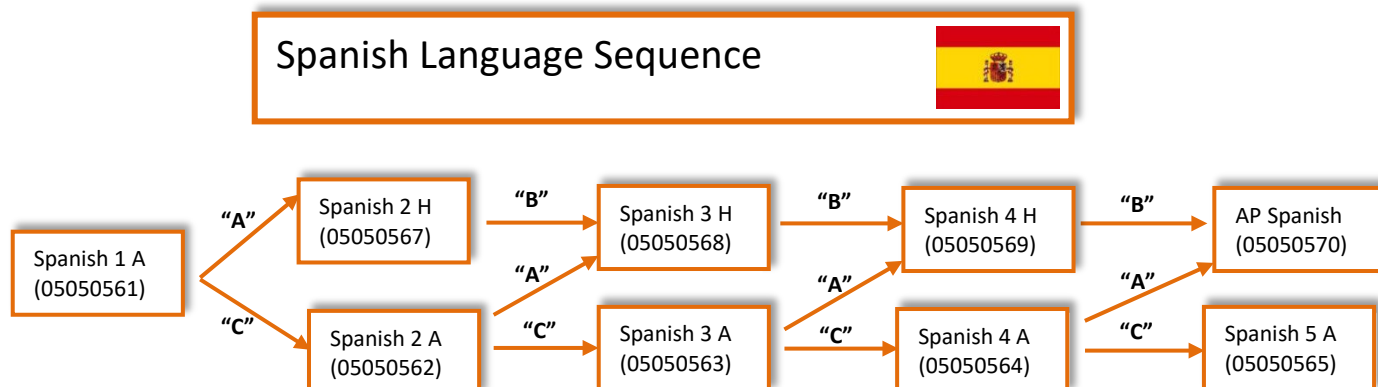 Spanish Language Sequence
“A”
Spanish 2 H
(05050567)
“B”
Spanish 3 H
(05050568)
“B”
Spanish 4 H
(05050569)
“B”
AP Spanish
(05050570)
Spanish 1 A
(05050561)
“A”
“A”
“A”
“C”
Spanish 2 A
(05050562)
“C”
Spanish 3 A
(05050563)
“C”
Spanish 4 A
(05050564)
“C”
Spanish 5 A
(05050565)